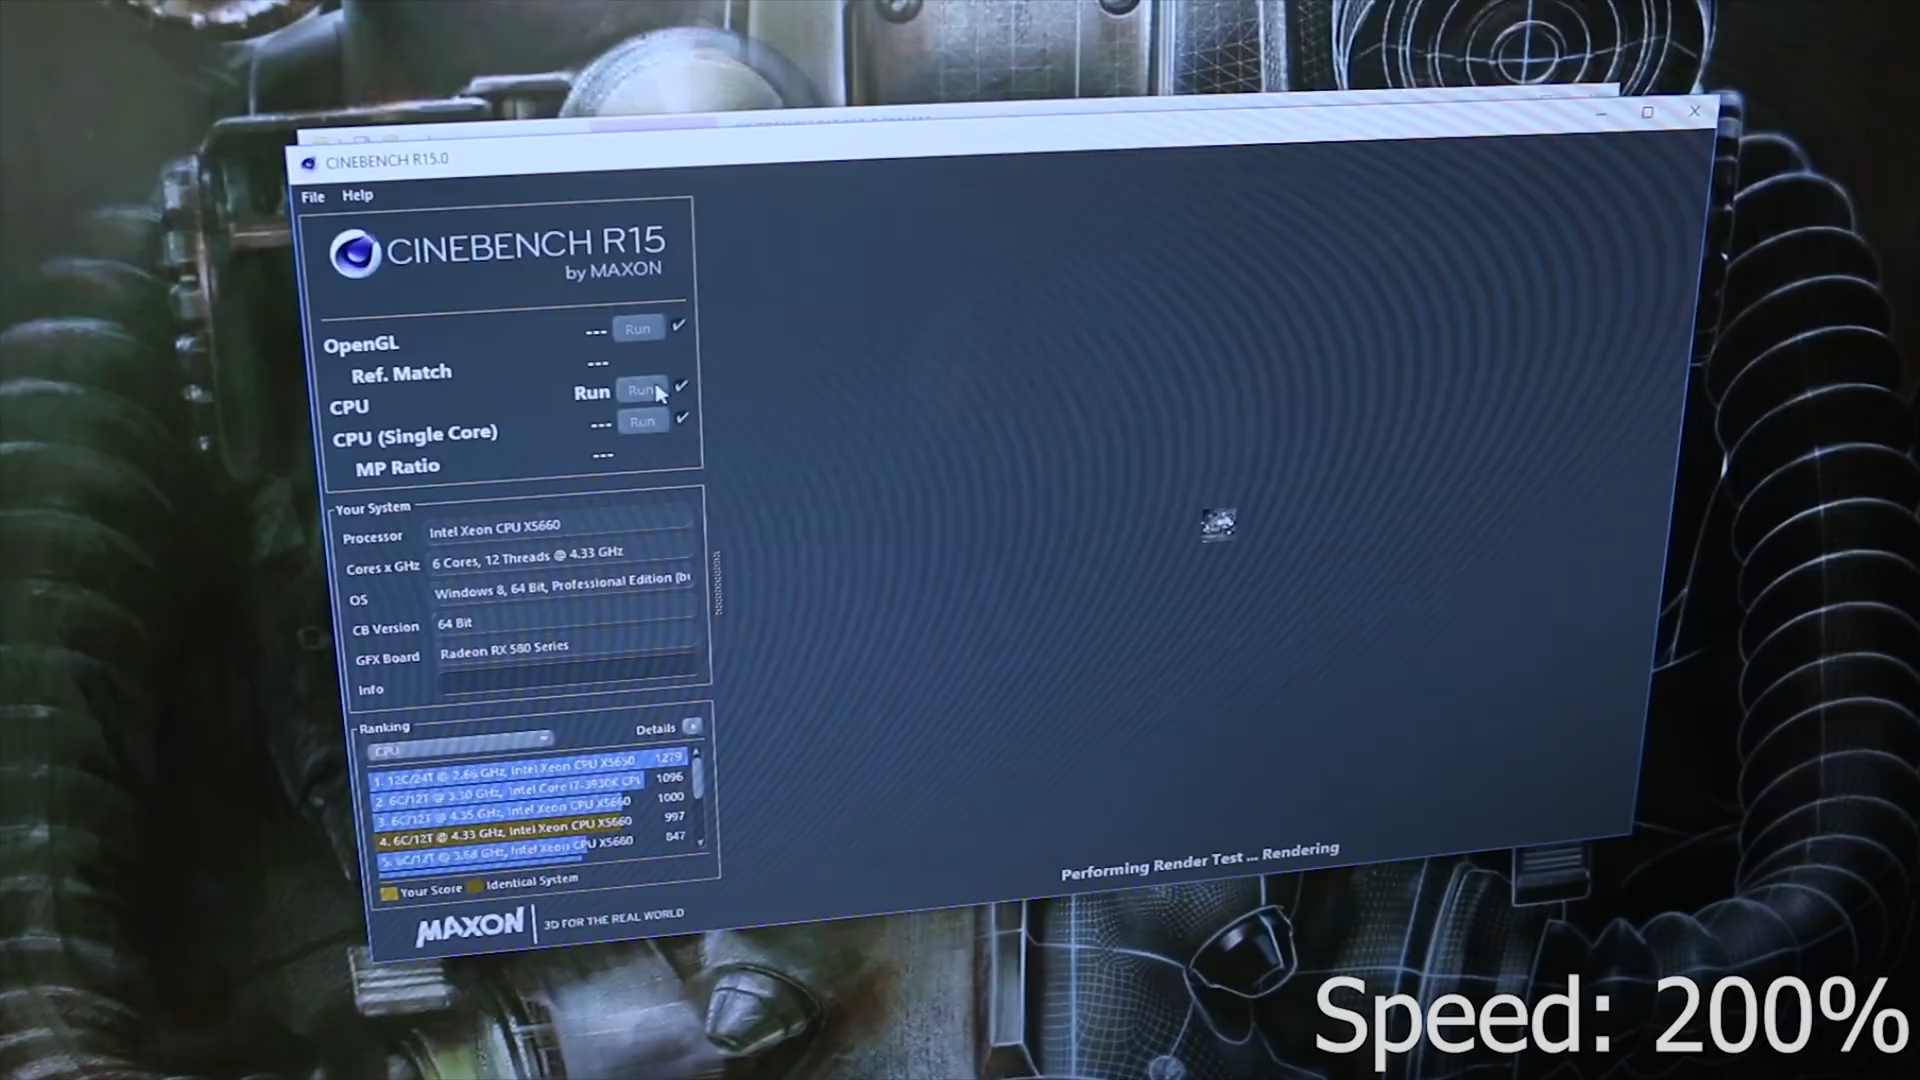 CINEBENCH R15.0
File Help
CINEBENCH R15
by MAXON
OpenGL --- Run
Ref. Match ---
CPU Run Run
CPU (Single Core) --- Run
MP Ratio ---
Your System
Processor Intel Xeon CPU X5660
Cores x GHz 6 Cores, 12 Threads @ 4.33 GHz
OS Windows 8, 64 Bit, Professional Edition (bu
CB Version 64 Bit
GFX Board Radeon RX 580 Series
Info
Ranking Details
CPU
1. 12C/24T @ 2.66 GHz, Intel Xeon CPU X5650 1279
2. 6C/12T @ 3.30 GHz, Intel Core i7-3930K CPU 1096
3. 6C/12T @ 4.35 GHz, Intel Xeon CPU X5660 1000
4. 6C/12T @ 4.33 GHz, Intel Xeon CPU X5660 997
5. 6C/12T @ 3.68 GHz, Intel Xeon CPU X5660 847
Your Score Identical System
MAXON 3D FOR THE REAL WORLD
Performing Render Test ... Rendering
Speed: 200%